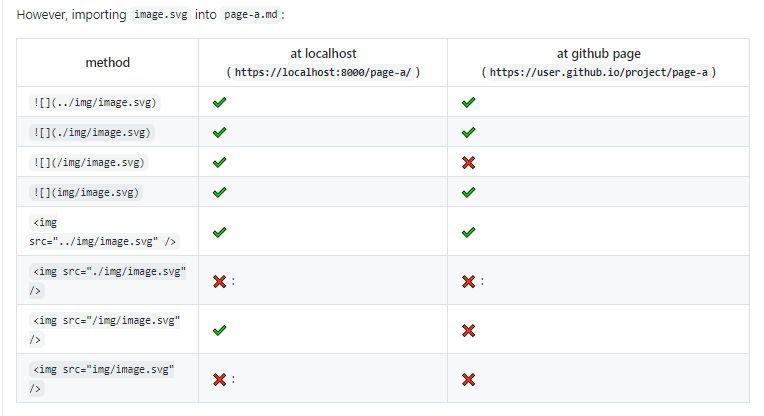 However, importing image.svg into page-a.md :
method
at localhost
( https://localhost:8000/page-a/ )
at github page
( https://user.github.io/project/page-a )
![](../img/image.svg)
![](./img/image.svg)
![](/img/image.svg)
![](img/image.svg)
<img
src="../img/image.svg" />
<img src="./img/image.svg"
/>
:
:
<img src="/img/image.svg"
/>
<img src="img/image.svg"
/>
: